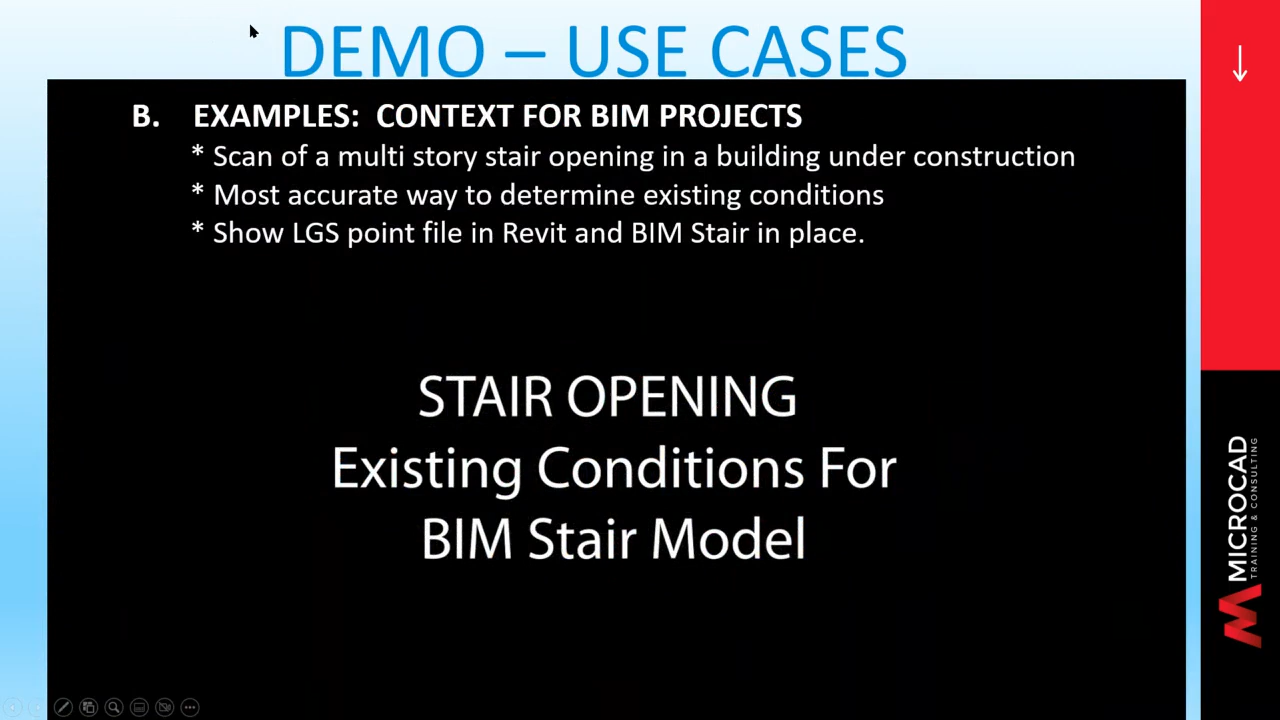 DEMO – USE CASES
B. EXAMPLES: CONTEXT FOR BIM PROJECTS
* Scan of a multi story stair opening in a building under construction
* Most accurate way to determine existing conditions
* Show LGS point file in Revit and BIM Stair in place.
STAIR OPENING
Existing Conditions For
BIM Stair Model
MICROCAD
TRAINING & CONSULTING